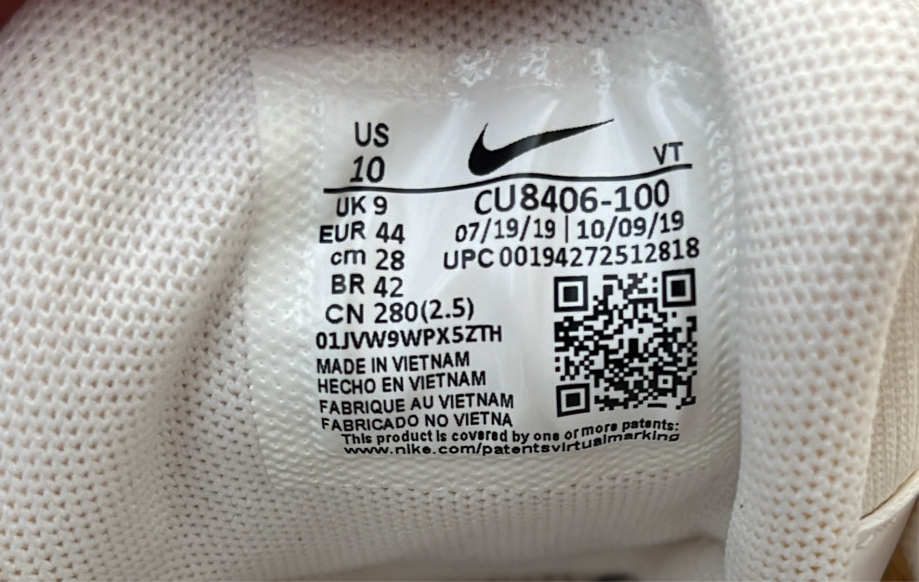 US
10
VT
UK 9
EUR 44
cm 28
BR 42
CN 280(2.5)
CU8406-100
07/19/19 | 10/09/19
UPC 00194272512818
01JVW9WPX5ZTH
MADE IN VIETNAM
HECHO EN VIETNAM
FABRIQUE AU VIETNAM
FABRICADO NO VIETNA
This product is covered by one or more patents:
www.nike.com/patentsvirtualmarking